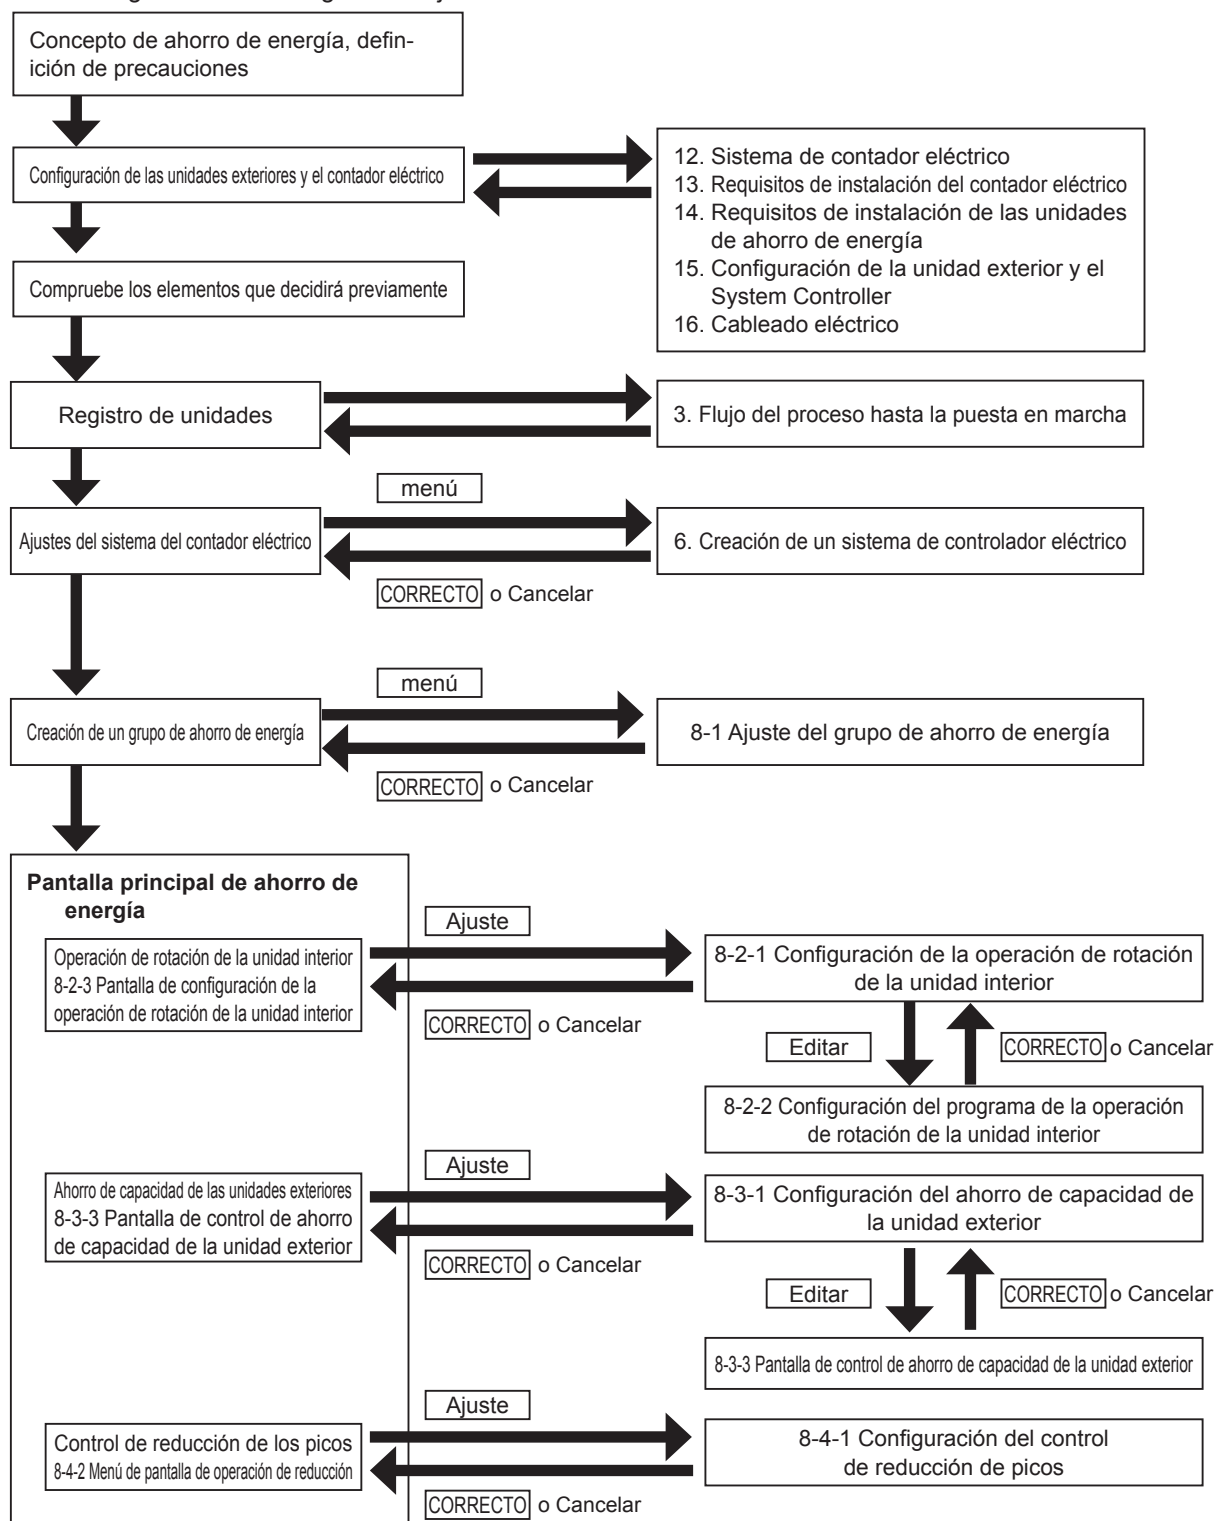 Concepto de ahorro de energía, defin-
ición de precauciones
Configuración de las unidades exteriores y el contador eléctrico
12. Sistema de contador eléctrico
13. Requisitos de instalación del contador eléctrico
14. Requisitos de instalación de las unidades
de ahorro de energía
15. Configuración de la unidad exterior y el
System Controller
16. Cableado eléctrico
Compruebe los elementos que decidirá previamente
Registro de unidades
3. Flujo del proceso hasta la puesta en marcha
menú
Ajustes del sistema del contador eléctrico
6. Creación de un sistema de controlador eléctrico
CORRECTO o Cancelar
menú
Creación de un grupo de ahorro de energía
8-1 Ajuste del grupo de ahorro de energía
CORRECTO o Cancelar
Pantalla principal de ahorro de
energía
Ajuste
Operación de rotación de la unidad interior
8-2-3 Pantalla de configuración de la
operación de rotación de la unidad interior
8-2-1 Configuración de la operación de rotación
de la unidad interior
CORRECTO o Cancelar
Editar
CORRECTO o Cancelar
8-2-2 Configuración del programa de la operación
de rotación de la unidad interior
Ajuste
Ahorro de capacidad de las unidades exteriores
8-3-3 Pantalla de control de ahorro
de capacidad de la unidad exterior
8-3-1 Configuración del ahorro de capacidad de
la unidad exterior
CORRECTO o Cancelar
Editar
CORRECTO o Cancelar
8-3-3 Pantalla de control de ahorro de capacidad de la unidad exterior
Ajuste
Control de reducción de los picos
8-4-2 Menú de pantalla de operación de reducción
8-4-1 Configuración del control
de reducción de picos
CORRECTO o Cancelar